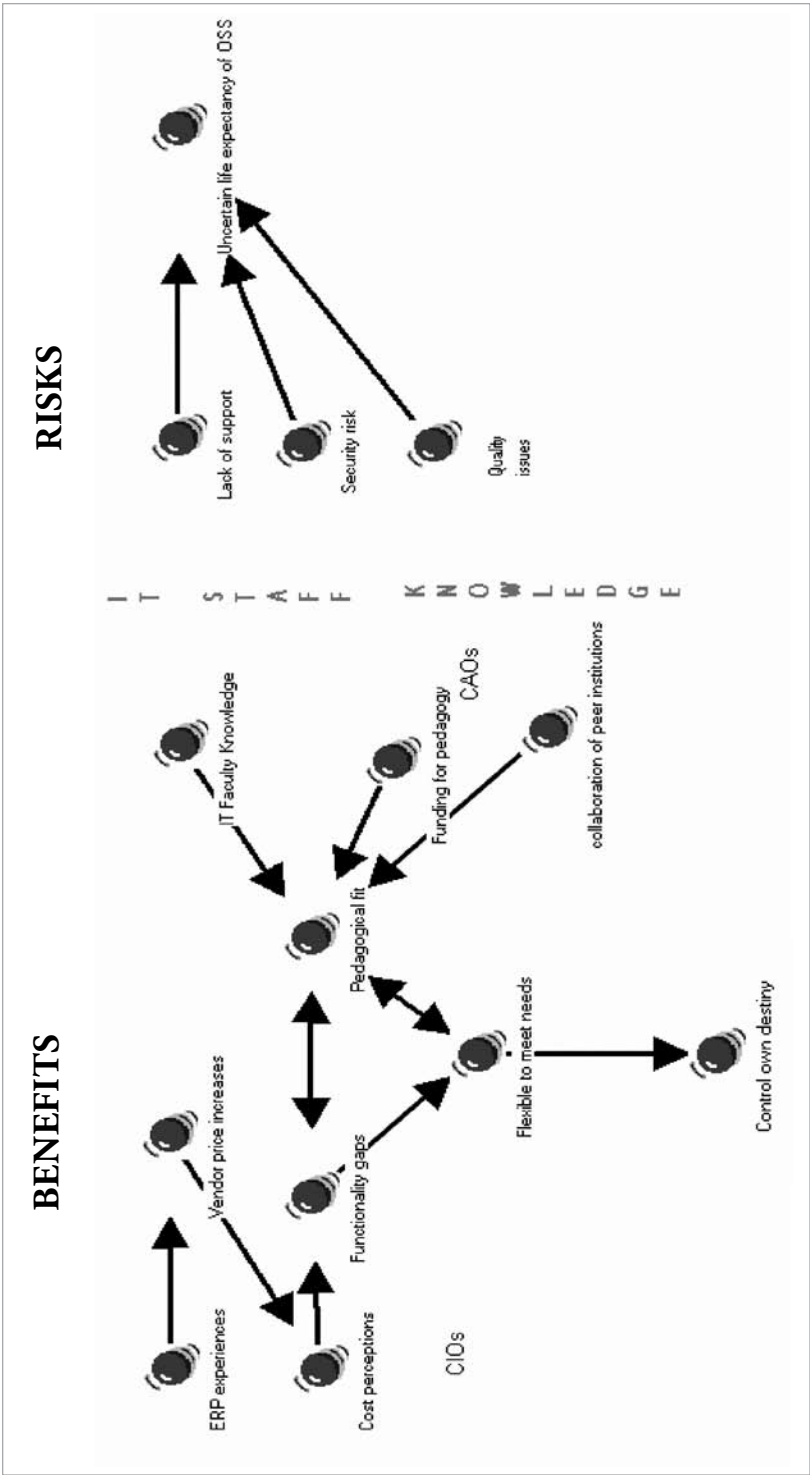 BENEFITS
RISKS
ERP experiences
Vendor price increases
IT Faculty Knowledge
Lack of support
Uncertain life expectancy of OSS
Cost perceptions
Functionality gaps
Pedagogical fit
Security risk
CIOs
Funding for pedagogy
CAOs
Quality
issues
Flexible to meet needs
collaboration of peer institutions
Control own destiny
I
T
S
T
A
F
F
K
N
O
W
L
E
D
G
E